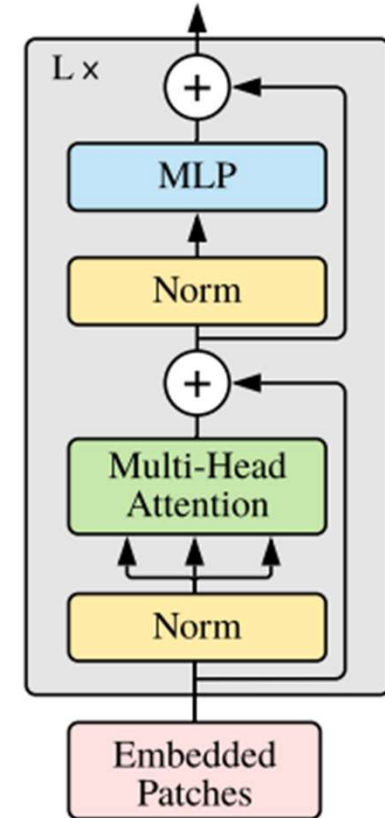 L ×
+
MLP
Norm
+
Multi-Head
Attention
Norm
Embedded
Patches